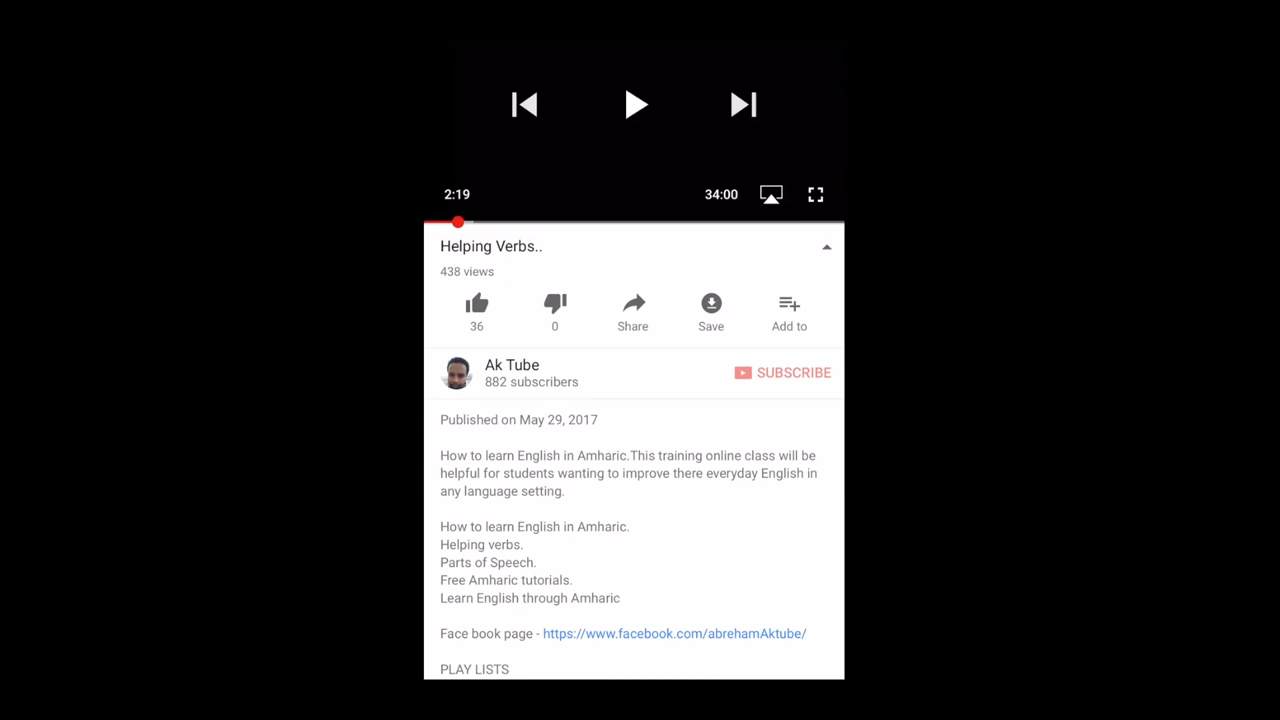 2:19 34:00
Helping Verbs..
438 views
36 0 Share Save Add to
Ak Tube
882 subscribers
SUBSCRIBE
Published on May 29, 2017
How to learn English in Amharic.This training online class will be
helpful for students wanting to improve there everyday English in
any language setting.
How to learn English in Amharic.
Helping verbs.
Parts of Speech.
Free Amharic tutorials.
Learn English through Amharic
Face book page - https://www.facebook.com/abrehamAktube/
PLAY LISTS